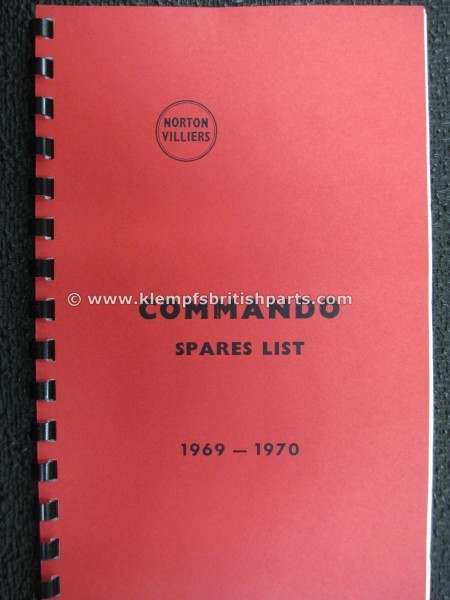 NORTON
VILLIERS
© www.klempfsbritishparts.com
COMMANDO
SPARES LIST
1969 — 1970